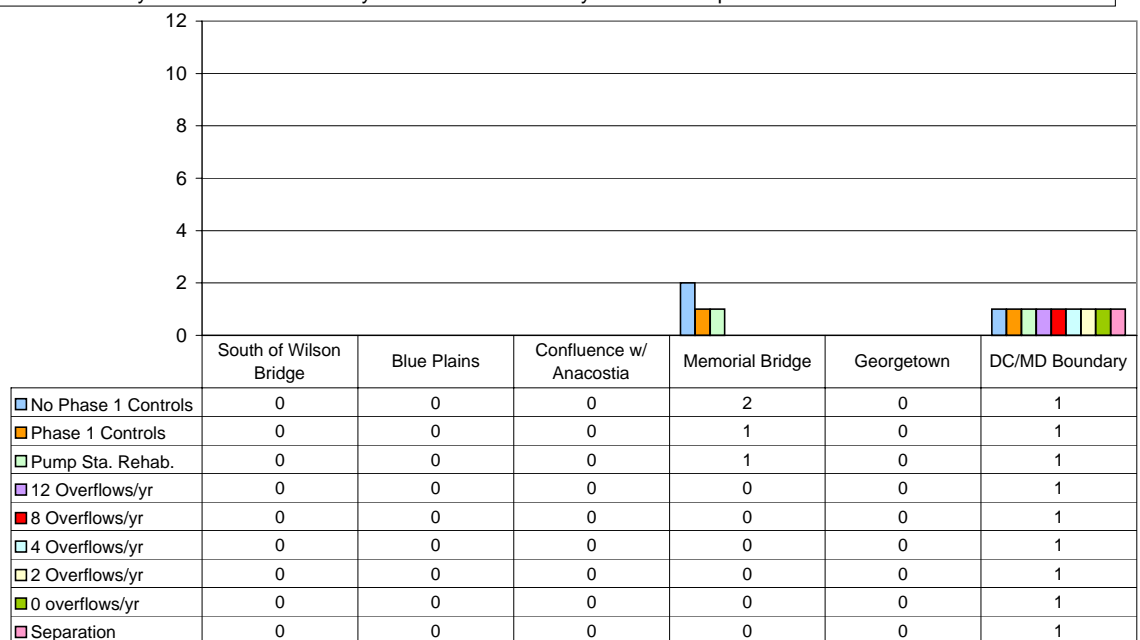 12
10
8
6
4
2
0
South of Wilson Bridge Blue Plains Confluence w/ Anacostia Memorial Bridge Georgetown DC/MD Boundary
No Phase 1 Controls 0 0 0 2 0 1
Phase 1 Controls 0 0 0 1 0 1
Pump Sta. Rehab. 0 0 0 1 0 1
12 Overflows/yr 0 0 0 0 0 1
8 Overflows/yr 0 0 0 0 0 1
4 Overflows/yr 0 0 0 0 0 1
2 Overflows/yr 0 0 0 0 0 1
0 overflows/yr 0 0 0 0 0 1
Separation 0 0 0 0 0 1